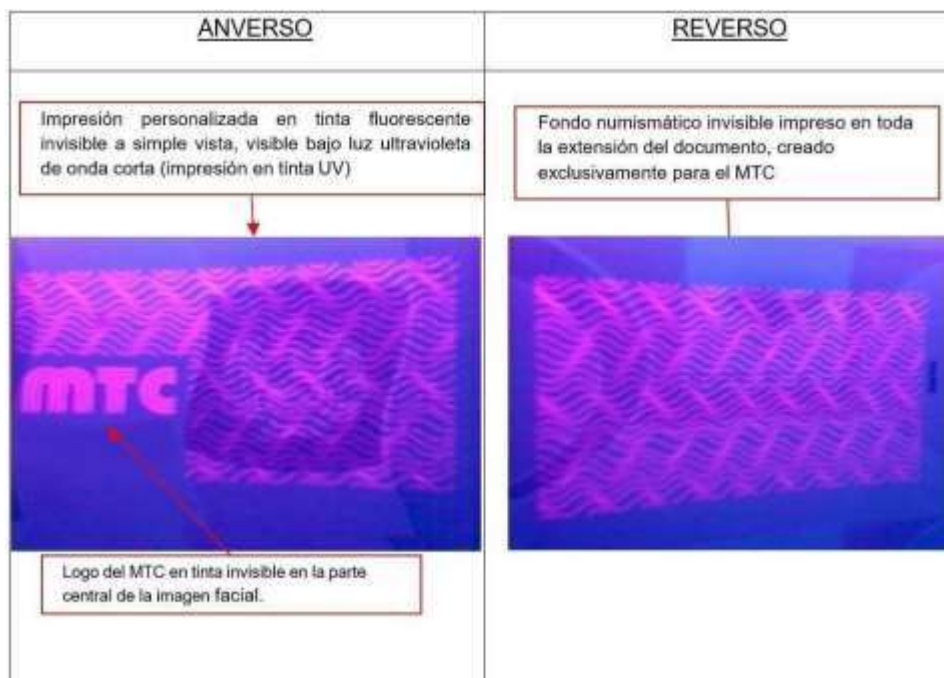 ANVERSO
REVERSO
Impresión personalizada en tinta fluorescente
invisible a simple vista, visible bajo luz ultravioleta
de onda corta (impresión en tinta UV)
Fondo numismático invisible impreso en toda
la extensión del documento, creado
exclusivamente para el MTC
MTC
Logo del MTC en tinta invisible en la parte
central de la imagen facial.